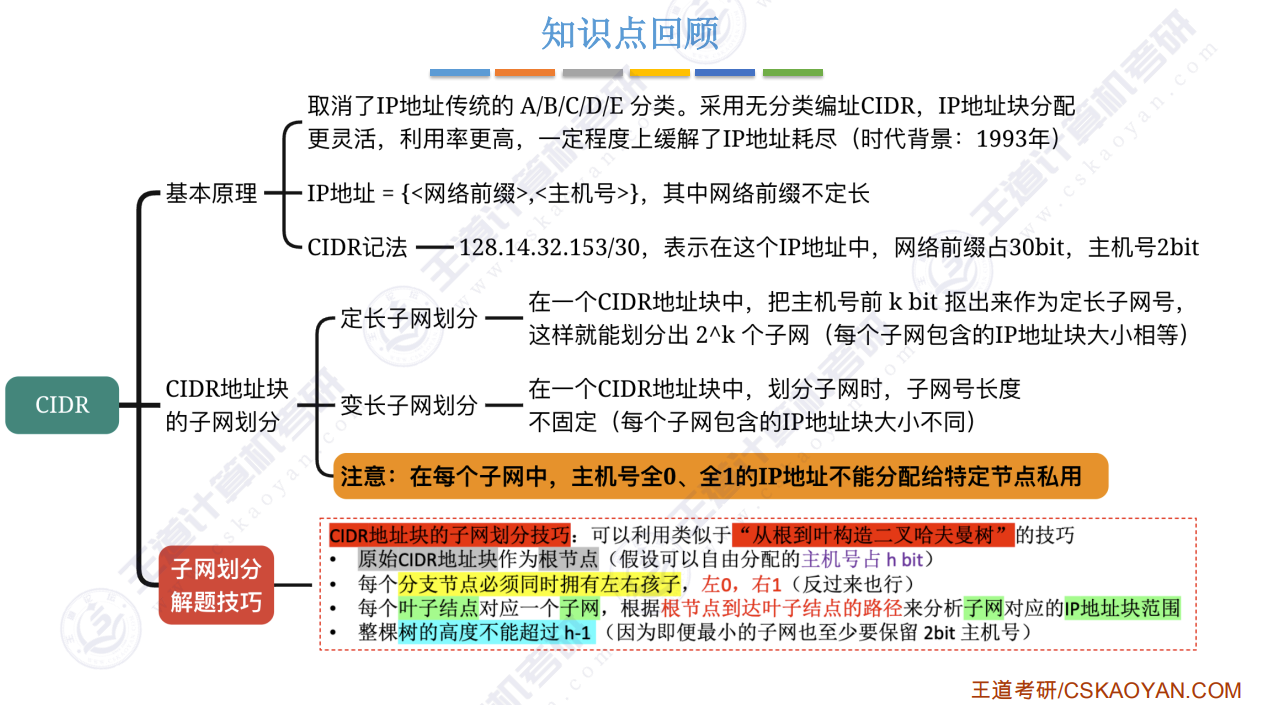 知识点回顾
取消了IP地址传统的 A/B/C/D/E 分类。采用无分类编址CIDR，IP地址块分配
更灵活，利用率更高，一定程度上缓解了IP地址耗尽（时代背景：1993年）
基本原理
IP地址 = {<网络前缀>,<主机号>}，其中网络前缀不定长
CIDR记法
128.14.32.153/30，表示在这个IP地址中，网络前缀占30bit，主机号2bit
CIDR
CIDR地址块
的子网划分
定长子网划分
在一个CIDR地址块中，把主机号前 k bit 抠出来作为定长子网号，
这样就能划分出 2^k 个子网（每个子网包含的IP地址块大小相等）
变长子网划分
在一个CIDR地址块中，划分子网时，子网号长度
不固定（每个子网包含的IP地址块大小不同）
注意：在每个子网中，主机号全0、全1的IP地址不能分配给特定节点私用
子网划分
解题技巧
CIDR地址块的子网划分技巧：可以利用类似于“从根到叶构造二叉哈夫曼树”的技巧
• 原始CIDR地址块作为根节点（假设可以自由分配的主机号占 h bit）
• 每个分支节点必须同时拥有左右孩子，左0，右1（反过来也行）
• 每个叶子结点对应一个子网，根据根节点到达叶子结点的路径来分析子网对应的IP地址块范围
• 整棵树的高度不能超过 h-1（因为即便最小的子网也至少要保留 2bit 主机号）
王道考研/CSKAOYAN.COM
王道计算机考研
www.cskaoyan.com